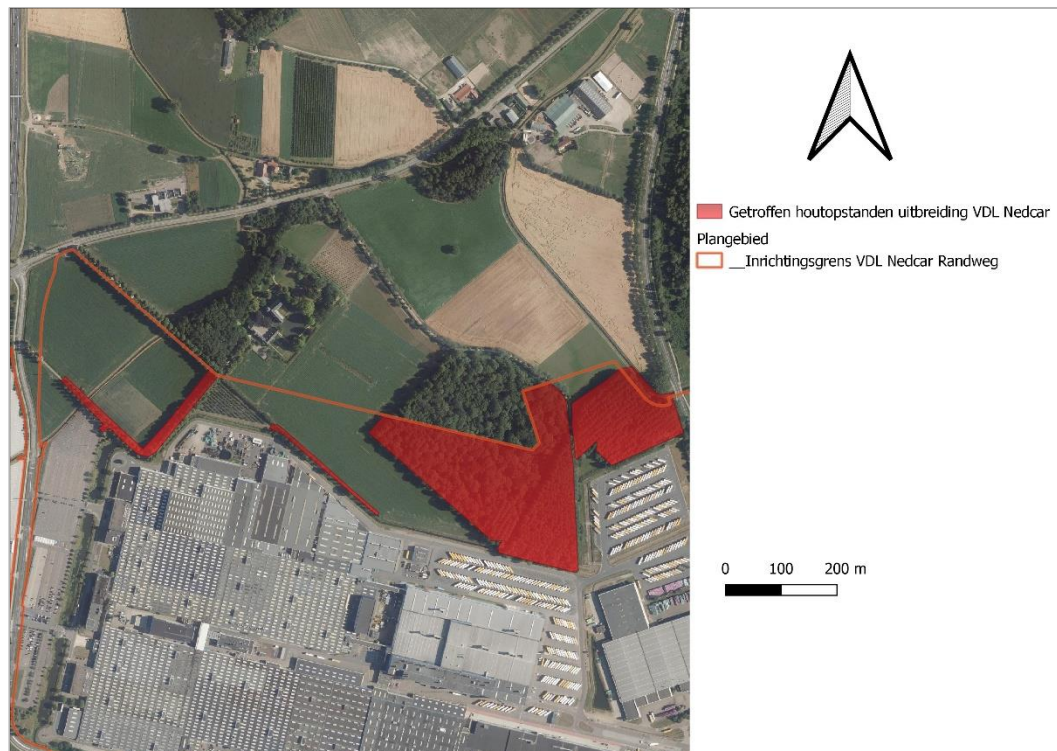 Getroffen houtopstanden uitbreiding VDL Nedcar
Plangebied
__Inrichtingsgrens VDL Nedcar Randweg
0 100 200 m